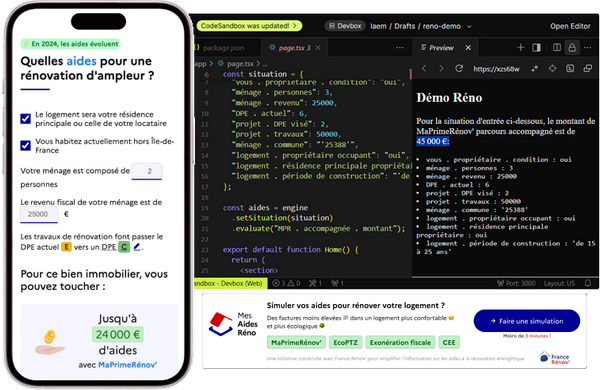 En 2024, les aides évoluent
Quelles aides pour une
rénovation d'ampleur ?
Le logement sera votre résidence
principale ou celle de votre locataire
Vous habitez actuellement hors Île-de-
France
Votre ménage est composé de 2
personnes
Le revenu fiscal de votre ménage est de
25000 €
Les travaux de rénovation font passer le
DPE actuel E vers un DPE C
Pour ce bien immobilier, vous
pouvez toucher :
Jusqu'à
24 000 €
d'aides
avec MaPrimeRénov'
CodeSandbox was updated!
Devbox
laem / Drafts / reno-demo
Open Editor
package.json
page.tsx 3
Preview
app > page.tsx > ...
https://xzs68w
6 const situation = {
7 "vous . propriétaire . condition": "oui",
8 "ménage . personnes": 3,
9 "ménage . revenu": 25000,
10 "DPE . actuel": 6,
11 "projet . DPE visé": 2,
12 "projet . travaux": 50000,
13 "ménage . commune": "'25388'",
14 "logement . propriétaire occupant": "oui",
15 "logement . résidence principale propriétair
16 "logement . période de construction": "'de
17 };
18
19 const aides = engine
20 .setSituation(situation)
21 .evaluate("MPR . accompagnée . montant");
22
23 export default function Home() {
24 return (
25 <section>
Démo Réno
Pour la situation d'entrée ci-dessous, le montant de
MaPrimeRénov' parcours accompagné est de
45 000 €:
• vous . propriétaire . condition : oui
• ménage . personnes : 3
• ménage . revenu : 25000
• DPE . actuel : 6
• projet . DPE visé : 2
• projet . travaux : 50000
• ménage . commune : '25388'
• logement . propriétaire occupant : oui
• logement . résidence principale
propriétaire : oui
• logement . période de construction : 'de 15
à 25 ans'
Sandbox - Devbox (Web)
3 0
1
1
Port: 3000
Layout: US
Mes
Aides
Réno
Simuler vos aides pour rénover votre logement ?
Des factures moins élevées dans un logement plus confortable
et plus écologique
MaPrimeRénov' EcoPTZ Exonération fiscale CEE
Une initiative construite avec France Rénov' pour simplifier l'information sur les aides à la rénovation énergétique
→ Faire une simulation
Moins de 3 minutes !
France
Rénov'